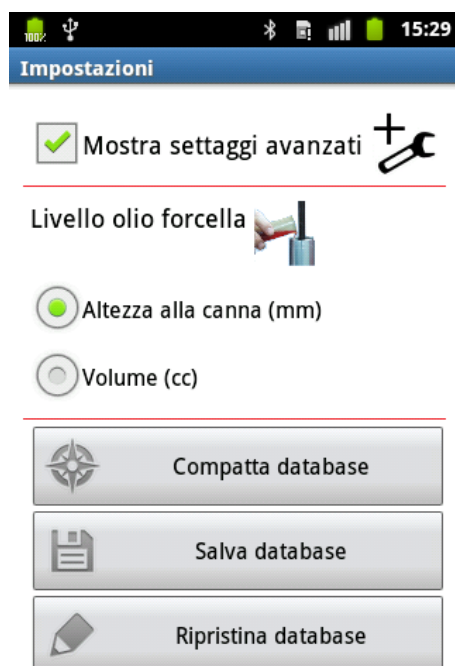 100%
15:29
Impostazioni
Mostra settaggi avanzati
Livello olio forcella
Altezza alla canna (mm)
Volume (cc)
Compatta database
Salva database
Ripristina database